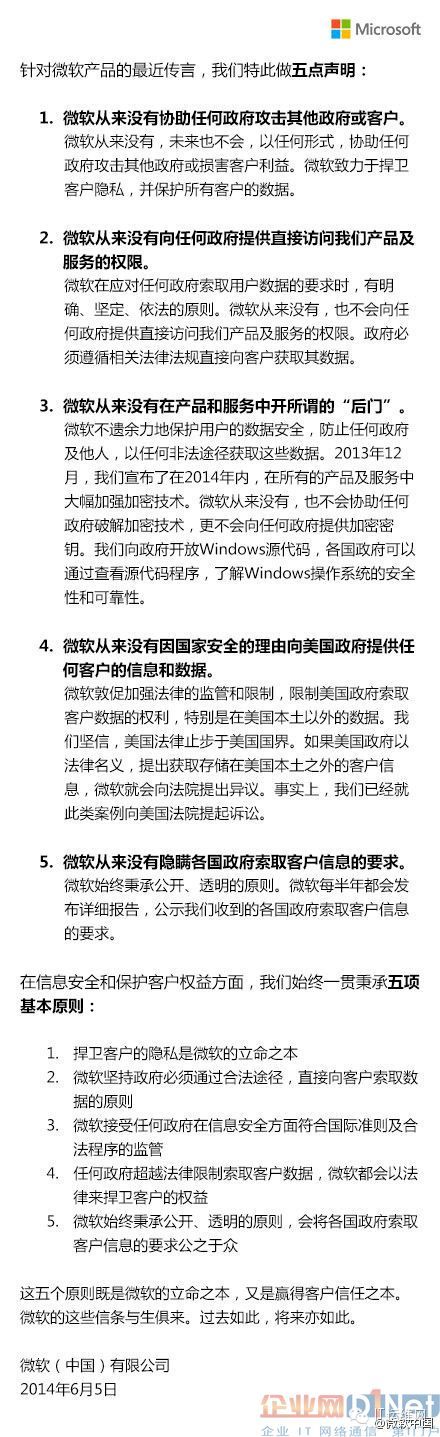 Microsoft
针对微软产品的最近传言，我们特此做五点声明：
1. 微软从来没有协助任何政府攻击其他政府或客户。
微软从来没有，未来也不会，以任何形式，协助任何
政府攻击其他政府或损害客户利益。微软致力于捍卫
客户隐私，并保护所有客户的数据。
2. 微软从来没有向任何政府提供直接访问我们产品及
服务的权限。
微软在应对任何政府索取用户数据的要求时，有明
确、坚定、依法的原则。微软从来没有，也不会向任
何政府提供直接访问我们产品及服务的权限。政府必
须遵循相关法律法规直接向客户获取其数据。
3. 微软从来没有在产品和服务中开所谓的“后门”。
微软不遗余力地保护用户的数据安全，防止任何政府
及他人，以任何非法途径获取这些数据。2013年12
月，我们宣布了在2014年内，在所有的产品及服务中
大幅加强加密技术。微软从来没有，也不会协助任何
政府破解加密技术，更不会向任何政府提供加密密
钥。我们向政府开放Windows源代码，各国政府可以
通过查看源代码程序，了解Windows操作系统的安全
性和可靠性。
4. 微软从来没有因国家安全的理由向美国政府提供任
何客户的信息和数据。
微软敦促加强法律的监管和限制，限制美国政府索取
客户数据的权利，特别是在美国本土以外的数据。我
们坚信，美国法律止步于美国国界。如果美国政府以
法律名义，提出获取存储在美国本土之外的客户信
息，微软就会向法院提出异议。事实上，我们已经就
此类案例向美国法院提起诉讼。
5. 微软从来没有隐瞒各国政府索取客户信息的要求。
微软始终秉承公开、透明的原则。微软每半年都会发
布详细报告，公示我们收到的各国政府索取客户信息
的要求。
在信息安全和保护客户权益方面，我们始终一贯秉承五项
基本原则：
1. 捍卫客户的隐私是微软的立命之本
2. 微软坚持政府必须通过合法途径，直接向客户索取数
据的原则
3. 微软接受任何政府在信息安全方面符合国际准则及合
法程序的监管
4. 任何政府超越法律限制索取客户数据，微软都会以法
律来捍卫客户的权益
5. 微软始终秉承公开、透明的原则，会将各国政府索取
客户信息的要求公之于众
这五个原则既是微软的立命之本，又是赢得客户信任之本。
微软的这些信条与生俱来。过去如此，将来亦如此。
微软（中国）有限公司
2014年6月5日
企业网D1Net
@微软中国
企业 IT 网络通信 第1门户